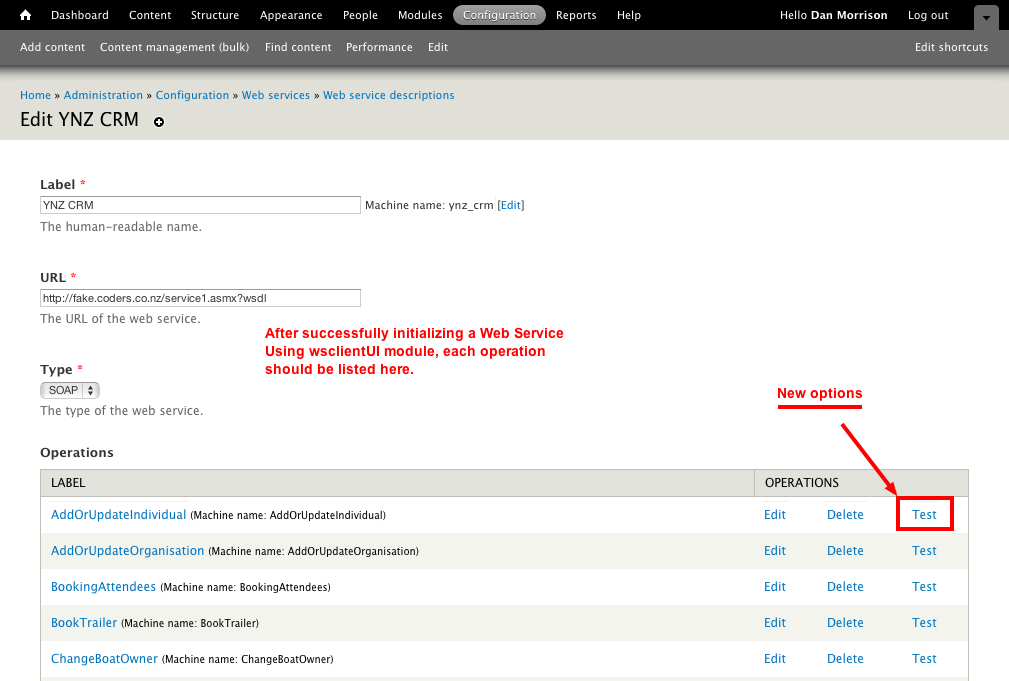 Dashboard Content Structure Appearance People Modules Configuration Reports Help Hello Dan Morrison Log out
Add content Content management (bulk) Find content Performance Edit Edit shortcuts
Home » Administration » Configuration » Web services » Web service descriptions
Edit YNZ CRM
Label *
YNZ CRM Machine name: ynz_crm [Edit]
The human-readable name.
URL *
http://fake.coders.co.nz/service1.asmx?wsdl
The URL of the web service.
After successfully initializing a Web Service
Using wsclientUI module, each operation
should be listed here.
Type *
SOAP
The type of the web service.
New options
Operations
LABEL OPERATIONS
AddOrUpdateIndividual (Machine name: AddOrUpdateIndividual) Edit Delete Test
AddOrUpdateOrganisation (Machine name: AddOrUpdateOrganisation) Edit Delete Test
BookingAttendees (Machine name: BookingAttendees) Edit Delete Test
BookTrailer (Machine name: BookTrailer) Edit Delete Test
ChangeBoatOwner (Machine name: ChangeBoatOwner) Edit Delete Test